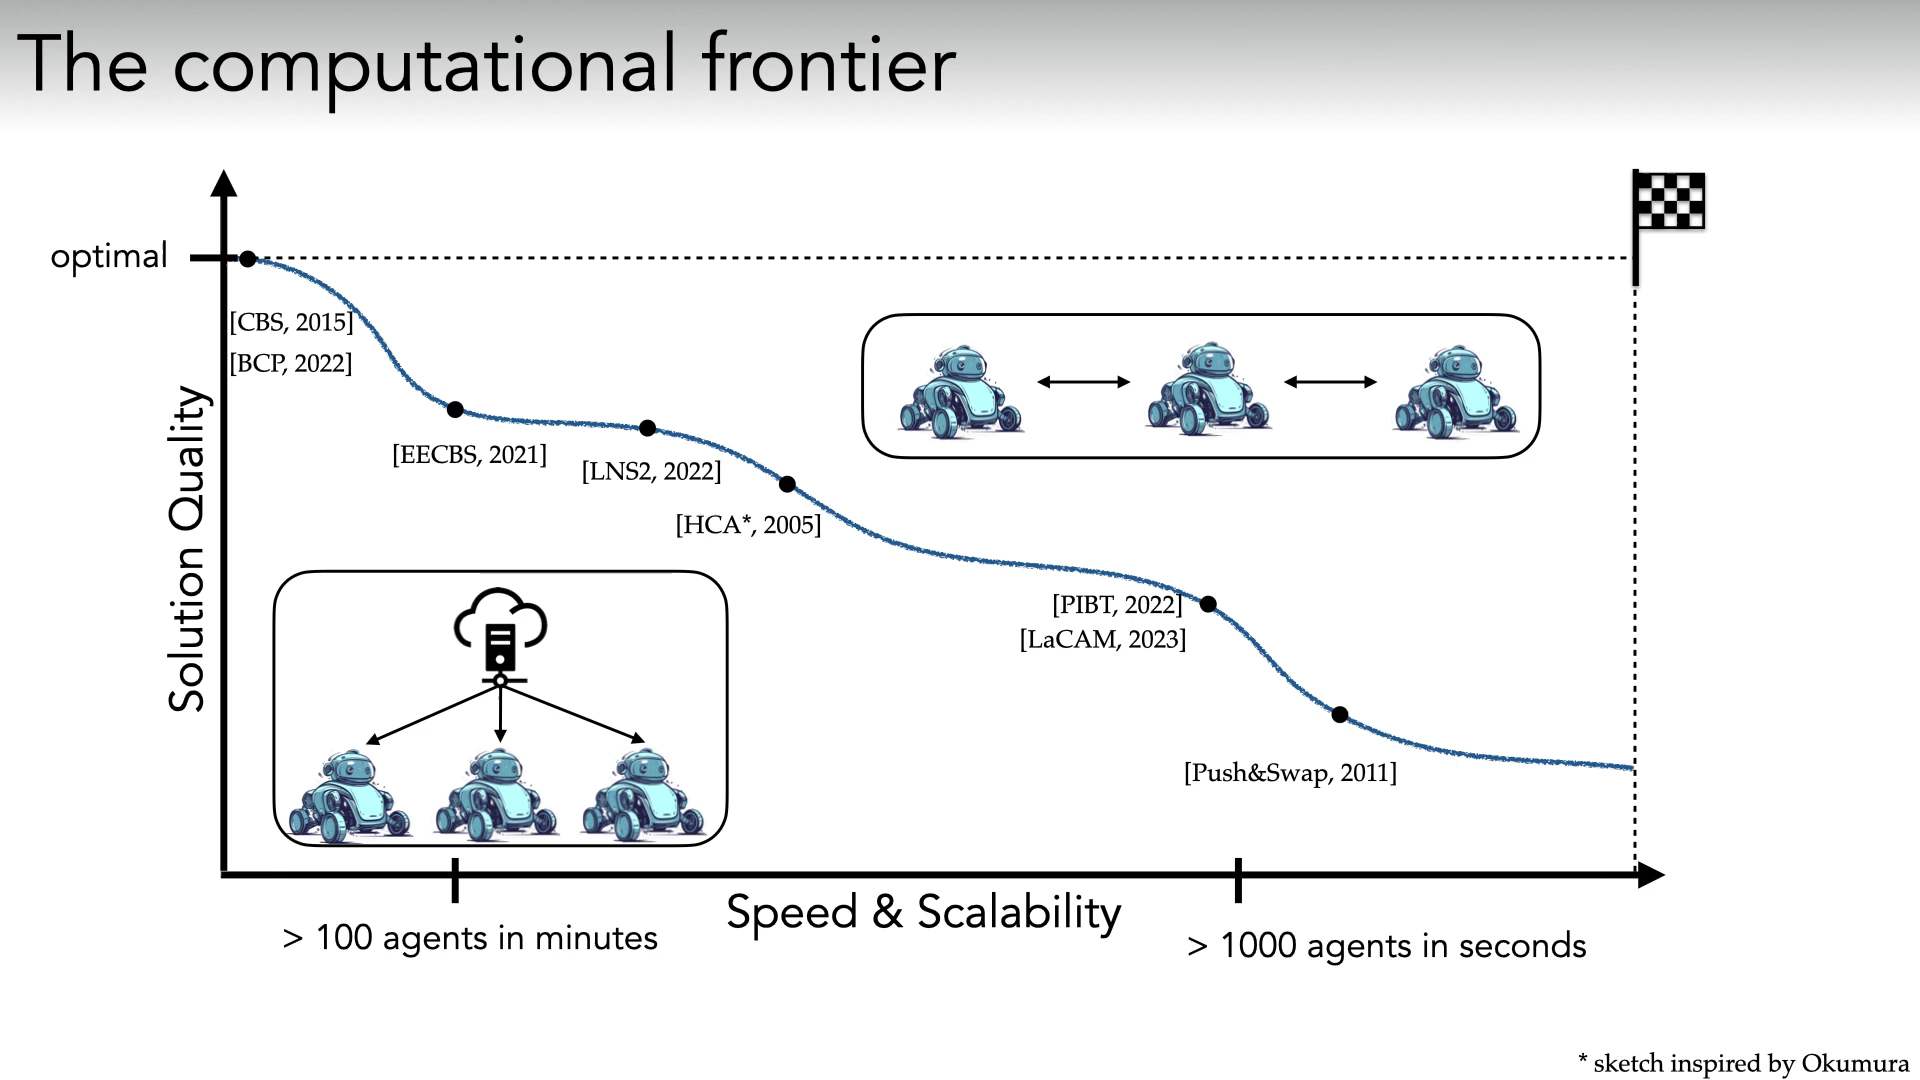 The computational frontier
optimal
[CBS, 2015]
[BCP, 2022]
[EECBS, 2021]
[LNS2, 2022]
[HCA*, 2005]
[PIBT, 2022]
[LaCAM, 2023]
[Push&Swap, 2011]
Solution Quality
Speed & Scalability
> 100 agents in minutes
> 1000 agents in seconds
* sketch inspired by Okumura